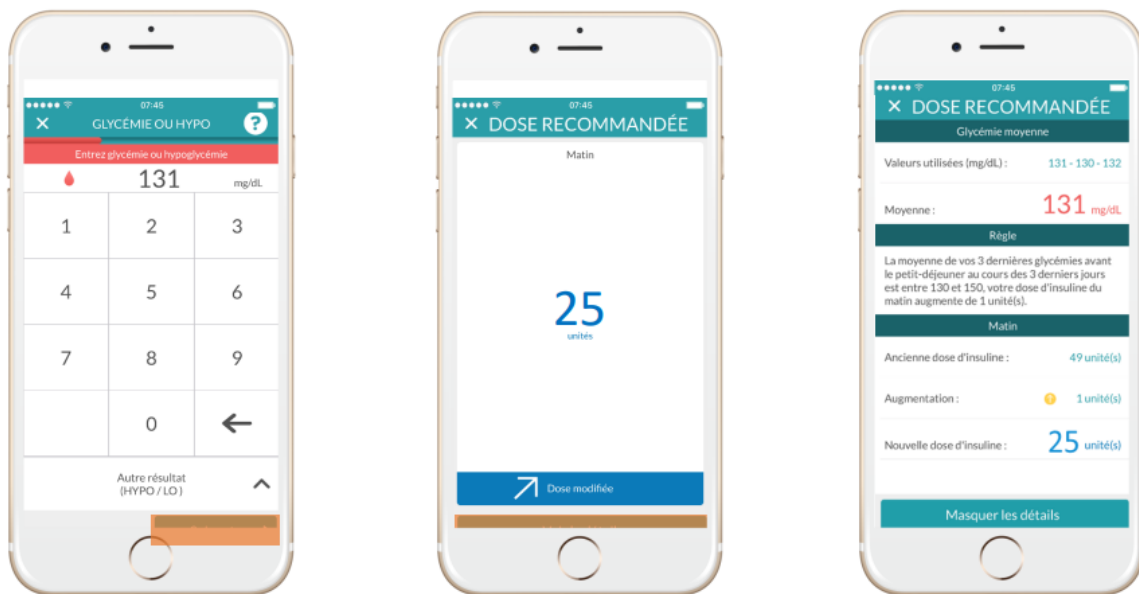 07:45
× GLYCÉMIE OU HYPO ?
Entrez glycémie ou hypoglycémie
131 mg/dL
1 2 3
4 5 6
7 8 9
0
Autre résultat
(HYPO / LO)
07:45
× DOSE RECOMMANDÉE
Matin
25
unités
Dose modifiée
07:45
× DOSE RECOMMANDÉE
Glycémie moyenne
Valeurs utilisées (mg/dL) : 131 - 130 - 132
Moyenne : 131 mg/dL
Règle
La moyenne de vos 3 dernières glycémies avant
le petit-déjeuner au cours des 3 derniers jours
est entre 130 et 150, votre dose d'insuline du
matin augmente de 1 unité(s).
Matin
Ancienne dose d'insuline : 49 unité(s)
Augmentation : ? 1 unité(s)
Nouvelle dose d'insuline : 25 unité(s)
Masquer les détails